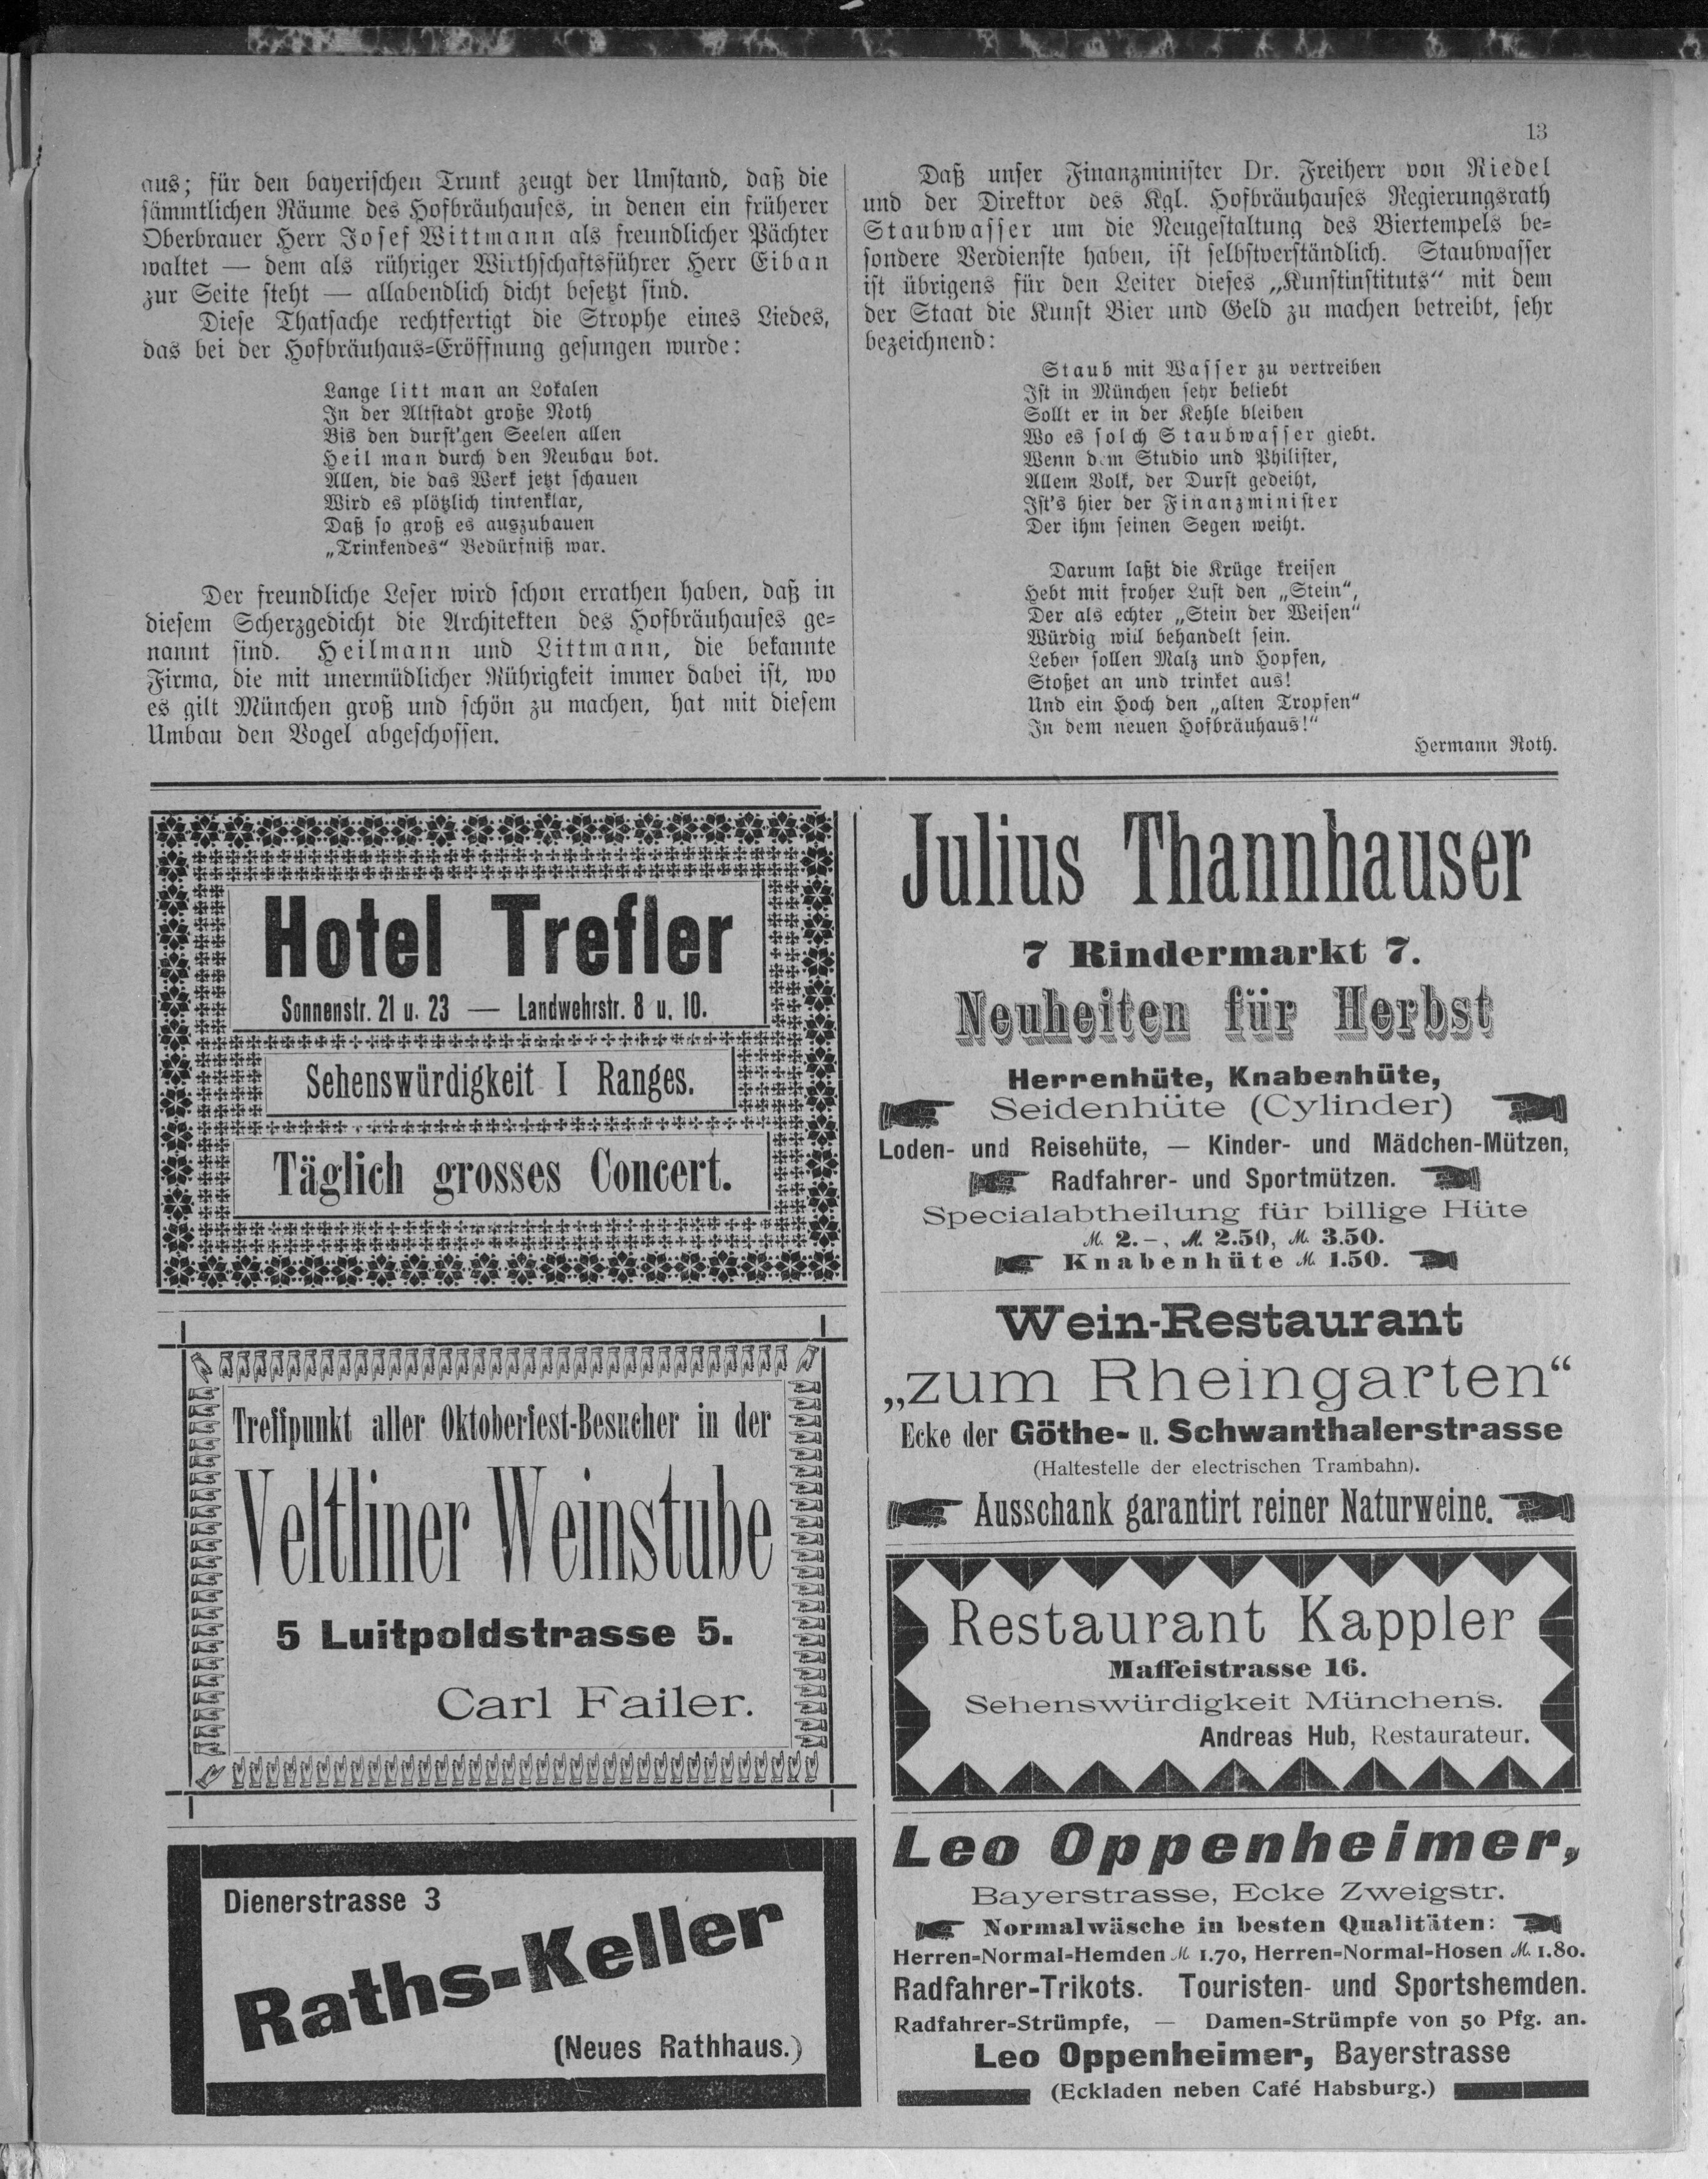 13
aus; für den bayerischen Trunk zeugt der Umstand, daß die
sämmtlichen Räume des Hofbräuhauses, in denen ein früherer
Oberbrauer Herr Josef Wittmann als freundlicher Pächter
waltet — dem als rühriger Wirthschaftsführer Herr Eiban
zur Seite steht — allabendlich dicht besetzt sind.
Diese Thatsache rechtfertigt die Strophe eines Liedes,
das bei der Hofbräuhaus=Eröffnung gesungen wurde:
Lange litt man an Lokalen
In der Altstadt große Noth
Bis den durst'gen Seelen allen
Heil man durch den Neubau bot.
Allen, die das Werk jetzt schauen
Wird es plötzlich tintenklar,
Daß so groß es auszubauen
„Trinkendes“ Bedürfniß war.
Der freundliche Leser wird schon errathen haben, daß in
diesem Scherzgedicht die Architekten des Hofbräuhauses ge=
nannt sind. Heilmann und Littmann, die bekannte
Firma, die mit unermüdlicher Rührigkeit immer dabei ist, wo
es gilt München groß und schön zu machen, hat mit diesem
Umbau den Vogel abgeschossen.
Daß unser Finanzminister Dr. Freiherr von Riedel
und der Direktor des Kgl. Hofbräuhauses Regierungsrath
Staubwasser um die Neugestaltung des Biertempels be=
sondere Verdienste haben, ist selbstverständlich. Staubwasser
ist übrigens für den Leiter dieses „Kunstinstituts“ mit dem
der Staat die Kunst Bier und Geld zu machen betreibt, sehr
bezeichnend:
Staub mit Wasser zu vertreiben
Ist in München sehr beliebt
Sollt er in der Kehle bleiben
Wo es solch Staubwasser giebt.
Wenn dem Studio und Philister,
Allem Volk, der Durst gedeiht,
Ist's hier der Finanzminister
Der ihm seinen Segen weiht.
Darum laßt die Krüge kreisen
Hebt mit froher Lust den „Stein“,
Der als echter „Stein der Weisen“
Würdig will behandelt sein.
Leben sollen Malz und Hopfen,
Stoßet an und trinket aus!
Und ein Hoch den „alten Tropfen“
In dem neuen Hofbräuhaus!“
Hermann Roth.
Hotel Trefler
Sonnenstr. 21 u. 23 — Landwehrstr. 8 u. 10.
Sehenswürdigkeit I Ranges.
Täglich grosses Concert.
Treffpunkt aller Oktoberfest-Besucher in der
Veltliner Weinstube
5 Luitpoldstrasse 5.
Carl Failer.
Dienerstrasse 3
Raths-Keller
(Neues Rathhaus.)
Julius Thannhauser
7 Rindermarkt 7.
Neuheiten für Herbst
Herrenhüte, Knabenhüte,
Seidenhüte (Cylinder)
Loden- und Reisehüte, — Kinder- und Mädchen-Mützen,
Radfahrer- und Sportmützen.
Specialabtheilung für billige Hüte
M. 2.–, M. 2.50, M. 3.50.
Knabenhüte M. 1.50.
Wein-Restaurant
„zum Rheingarten“
Ecke der Göthe- u. Schwanthalerstrasse
(Haltestelle der electrischen Trambahn).
Ausschank garantirt reiner Naturweine.
Restaurant Kappler
Maffeistrasse 16.
Sehenswürdigkeit Münchens.
Andreas Hub, Restaurateur.
Leo Oppenheimer,
Bayerstrasse, Ecke Zweigstr.
Normalwäsche in besten Qualitäten:
Herren-Normal-Hemden M. 1.70, Herren-Normal-Hosen M. 1.80.
Radfahrer-Trikots. Touristen- und Sportshemden.
Radfahrer-Strümpfe, — Damen-Strümpfe von 50 Pfg. an.
Leo Oppenheimer, Bayerstrasse
(Eckladen neben Café Habsburg.)